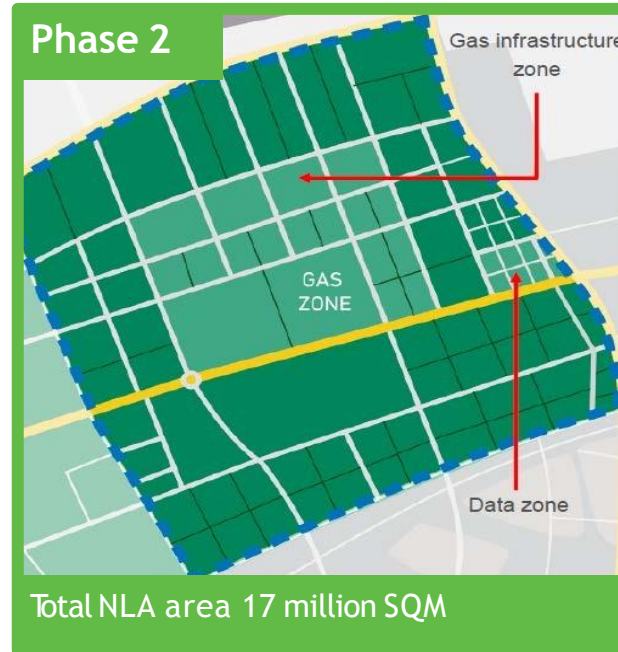 Phase 2
Gas infrastructure
zone
GAS
ZONE
Data zone
Total NLA area 17 million SQM